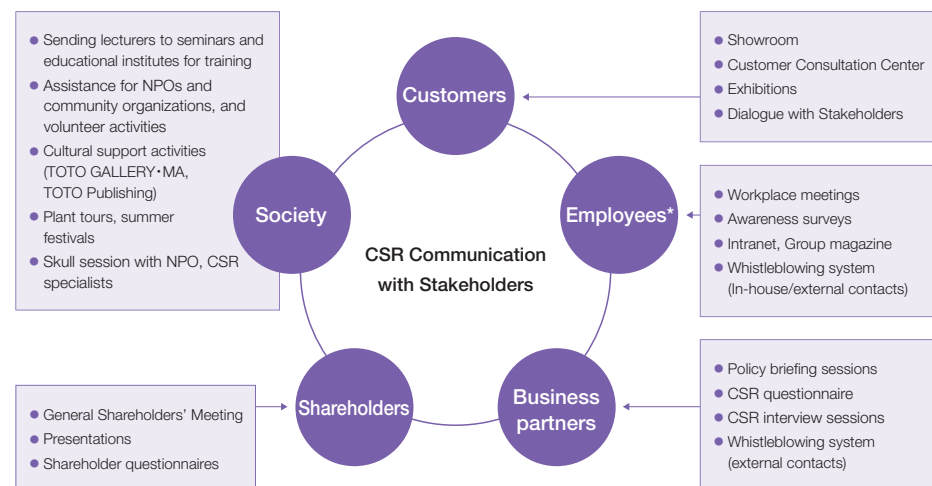 Sending lecturers to seminars and
educational institutes for training
Assistance for NPOs and
community organizations, and
volunteer activities
Cultural support activities
(TOTO GALLERY・MA,
TOTO Publishing)
Plant tours, summer
festivals
Skull session with NPO, CSR
specialists
Customers
Showroom
Customer Consultation Center
Exhibitions
Dialogue with Stakeholders
Society
Employees*
Workplace meetings
Awareness surveys
Intranet, Group magazine
Whistleblowing system
(In-house/external contacts)
CSR Communication
with Stakeholders
General Shareholders' Meeting
Presentations
Shareholder questionnaires
Shareholders
Business
partners
Policy briefing sessions
CSR questionnaire
CSR interview sessions
Whistleblowing system
(external contacts)